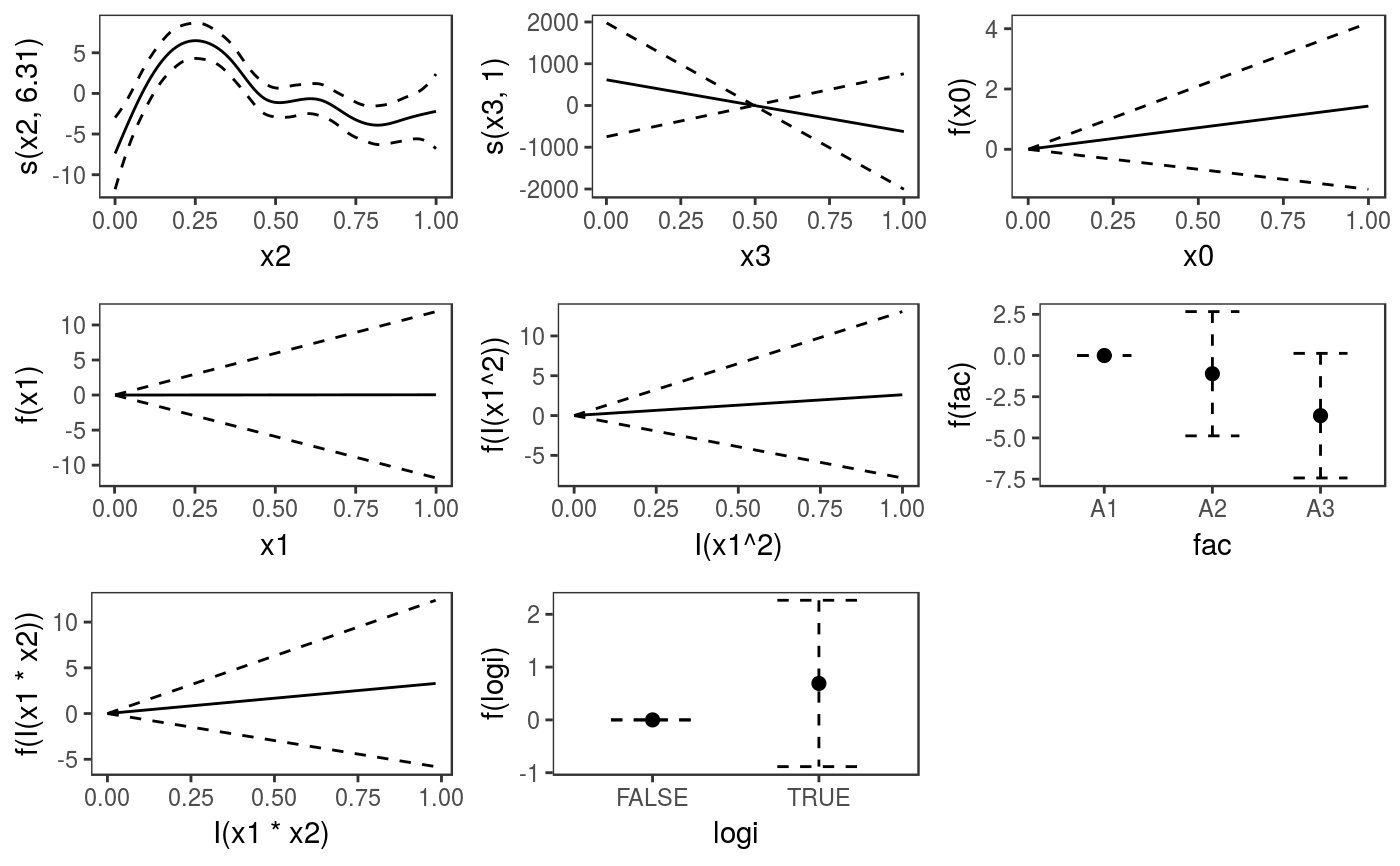 s(x2, 6.31)
5
0
-5
-10
0.00 0.25 0.50 0.75 1.00
x2
s(x3, 1)
2000
1000
0
-1000
-2000
0.00 0.25 0.50 0.75 1.00
x3
f(x0)
4
2
0
0.00 0.25 0.50 0.75 1.00
x0
f(x1)
10
5
0
-5
-10
0.00 0.25 0.50 0.75 1.00
x1
f(I(x1^2))
10
5
0
-5
0.00 0.25 0.50 0.75 1.00
I(x1^2)
f(fac)
2.5
0.0
-2.5
-5.0
-7.5
A1 A2 A3
fac
f(I(x1 * x2))
10
5
0
-5
0.00 0.25 0.50 0.75 1.00
I(x1 * x2)
f(logi)
2
1
0
-1
FALSE TRUE
logi